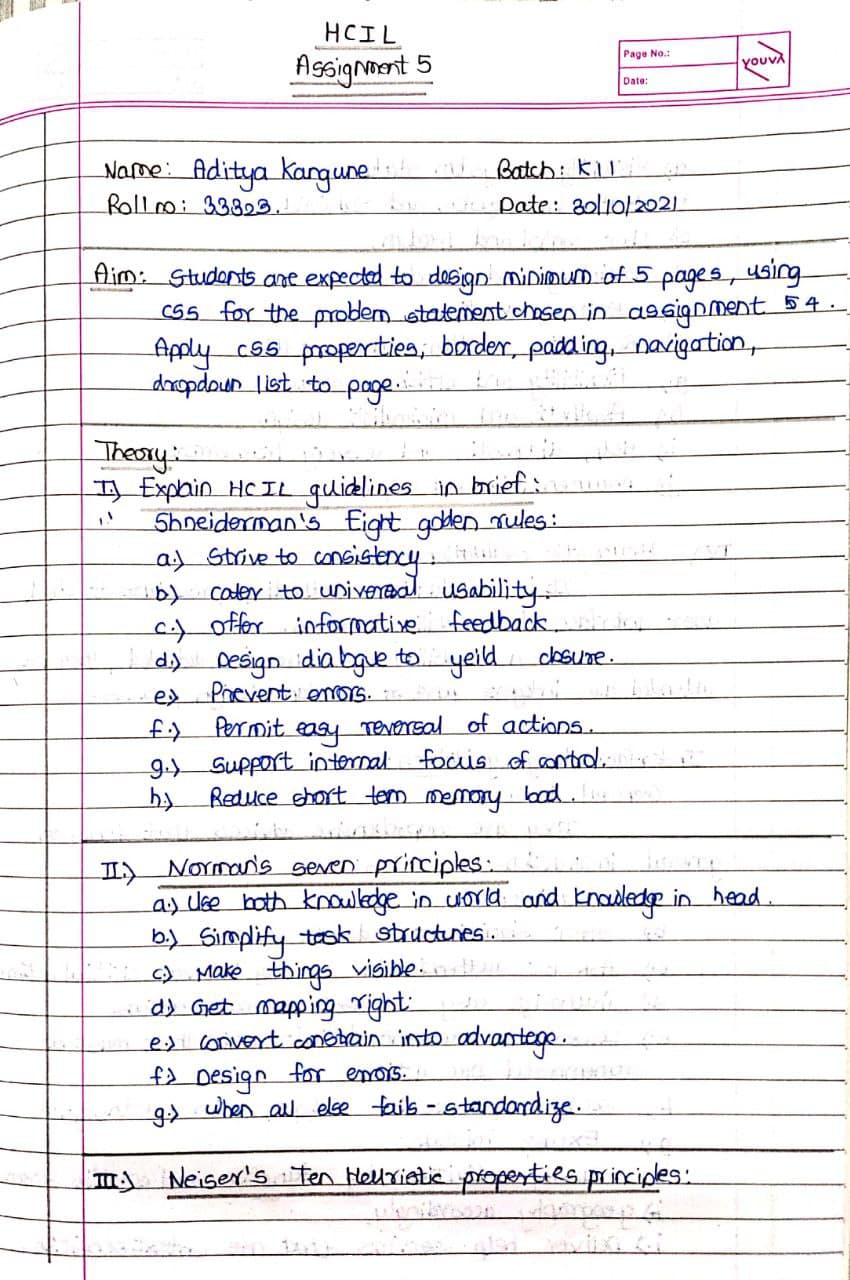 HCIL
Assignment 5
Page No.:
Date:
YOUVA
Name: Aditya Kangune Batch: K11
Roll no: 33323. Date: 30/10/2021
Aim: Students are expected to design minimum of 5 pages, using
css for the problem statement chosen in assignment 4.
Apply css properties, border, padding, navigation,
dropdown list to page.
Theory:
I.) Explain HCIL guidelines in brief:
Shneiderman's Eight golden rules:
a.) Strive to consistency.
b.) cater to universal usability.
c.) offer informative feedback.
d.) Design dialogue to yeild closure.
e.) Prevent errors.
f.) Permit easy reversal of actions.
g.) Support internal focus of control.
h.) Reduce short term memory load.
II.) Norman's seven principles:
a.) Use both knowledge in world and knowledge in head.
b.) Simplify task structures.
c.) Make things visible.
d.) Get mapping right.
e.) Convert constrain into advantege.
f.) Design for errors.
g.) When all else fails - standardize.
III.) Neiser's Ten Heuristic properties principles: